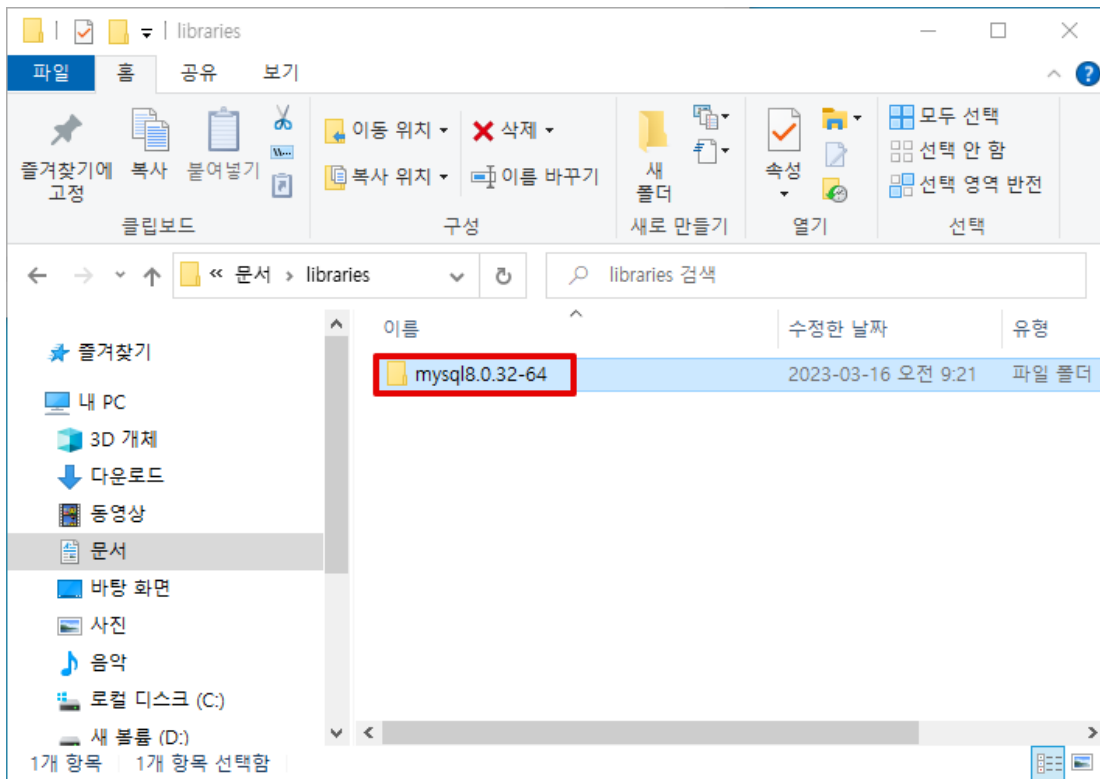 libraries
파일 홈 공유 보기
즐겨찾기에 고정
복사
붙여넣기
클립보드
이동 위치
복사 위치
삭제
이름 바꾸기
구성
새 폴더
새로 만들기
속성
열기
모두 선택
선택 안 함
선택 영역 반전
선택
« 문서 › libraries
libraries 검색
이름 수정한 날짜 유형
mysql8.0.32-64 2023-03-16 오전 9:21 파일 폴더
즐겨찾기
내 PC
3D 개체
다운로드
동영상
문서
바탕 화면
사진
음악
로컬 디스크 (C:)
새 볼륨 (D:)
1개 항목 1개 항목 선택함